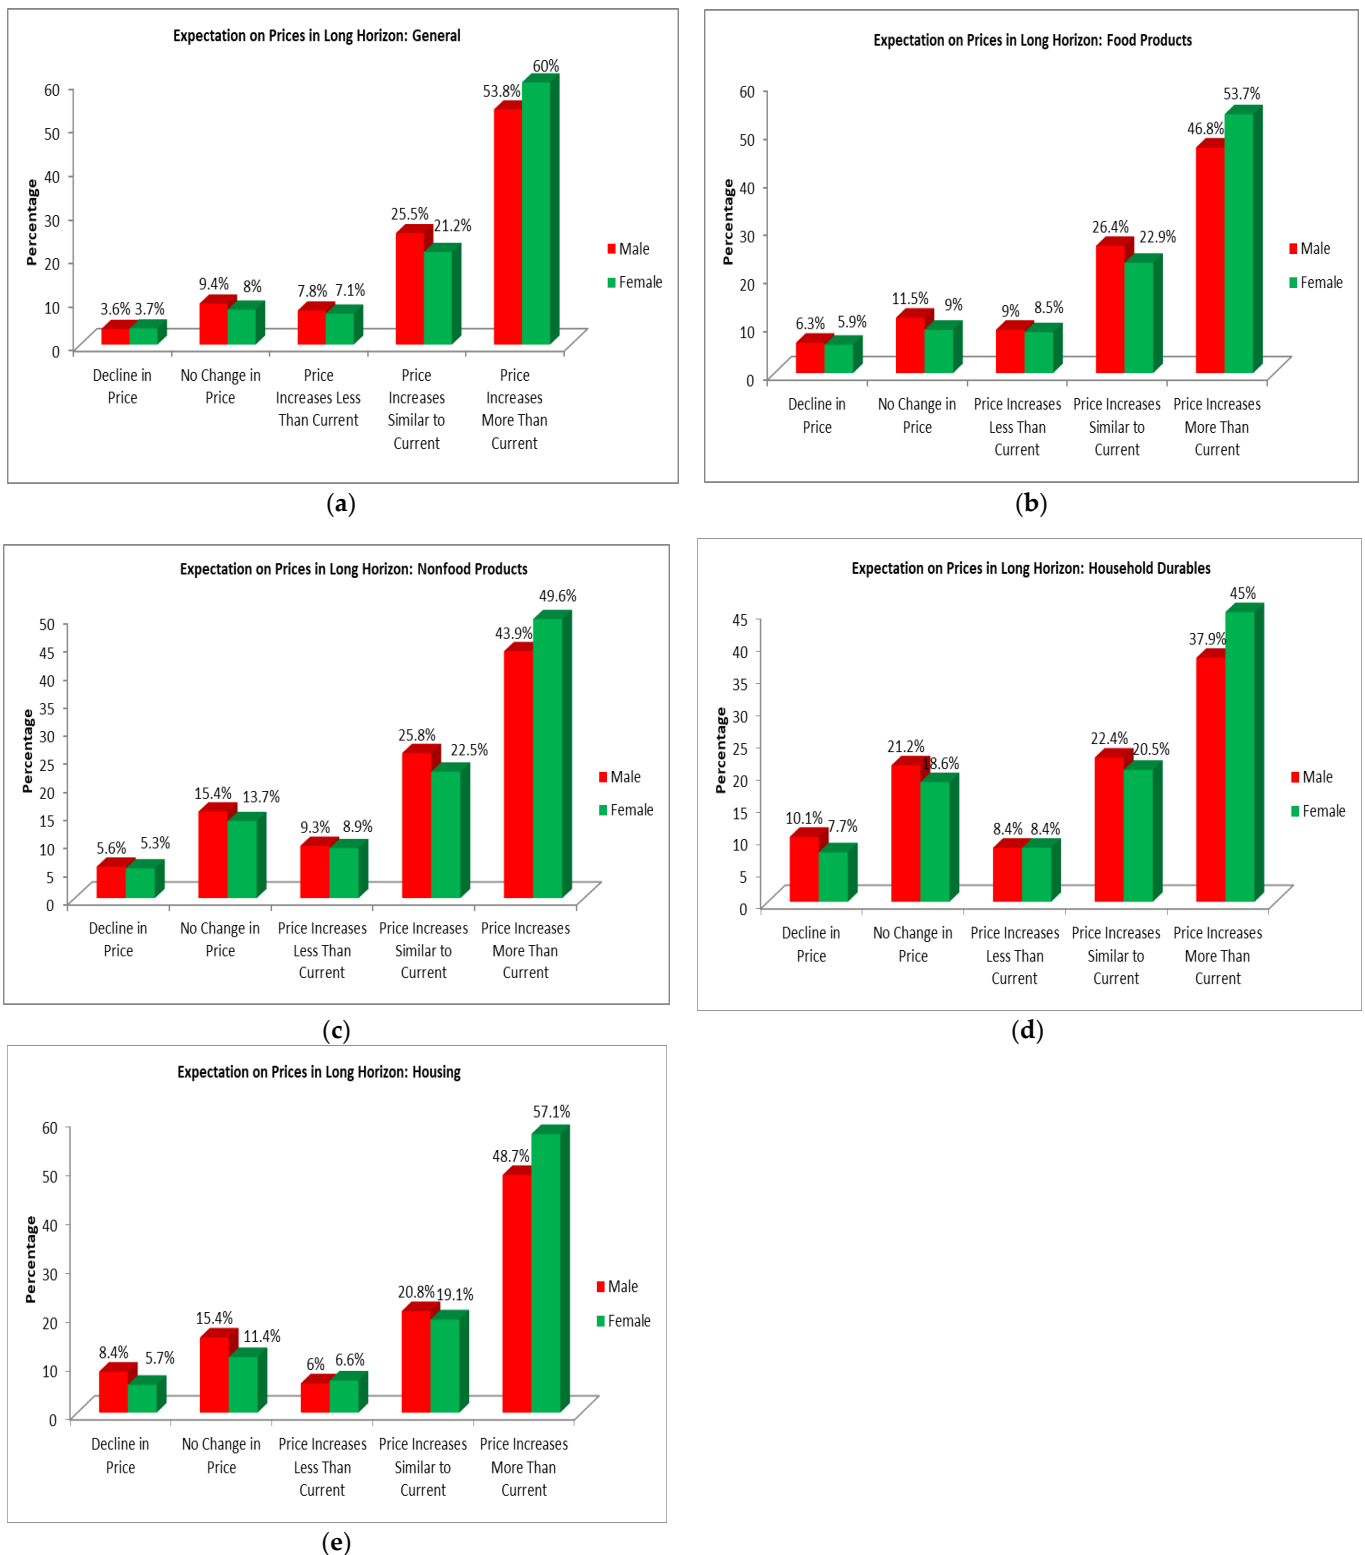 Expectation on Prices in Long Horizon: General
Percentage
60
50
40
30
20
10
0
3.6% 3.7%
9.4% 8%
7.8% 7.1%
25.5% 21.2%
53.8% 60%
Decline in
Price
No Change in
Price
Price
Increases Less
Than Current
Price
Increases
Similar to
Current
Price
Increases
More Than
Current
Male
Female
(a)
Expectation on Prices in Long Horizon: Food Products
Percentage
60
50
40
30
20
10
0
6.3% 5.9%
11.5% 9%
9% 8.5%
26.4% 22.9%
46.8% 53.7%
Decline in
Price
No Change in
Price
Price Increases
Less Than
Current
Price Increases
Similar to
Current
Price Increases
More Than
Current
Male
Female
(b)
Expectation on Prices in Long Horizon: Nonfood Products
Percentage
50
45
40
35
30
25
20
15
10
5
0
5.6% 5.3%
15.4% 13.7%
9.3% 8.9%
25.8% 22.5%
43.9% 49.6%
Decline in
Price
No Change in
Price
Price Increases
Less Than
Current
Price Increases
Similar to
Current
Price Increases
More Than
Current
Male
Female
(c)
Expectation on Prices in Long Horizon: Household Durables
Percentage
45
40
35
30
25
20
15
10
5
0
10.1% 7.7%
21.2% 18.6%
8.4% 8.4%
22.4% 20.5%
37.9% 45%
Decline in
Price
No Change in
Price
Price Increases
Less Than
Current
Price Increases
Similar to
Current
Price Increases
More Than
Current
Male
Female
(d)
Expectation on Prices in Long Horizon: Housing
Percentage
60
50
40
30
20
10
0
8.4% 5.7%
15.4% 11.4%
6% 6.6%
20.8% 19.1%
48.7% 57.1%
Decline in
Price
No Change in
Price
Price Increases
Less Than
Current
Price Increases
Similar to
Current
Price Increases
More Than
Current
Male
Female
(e)